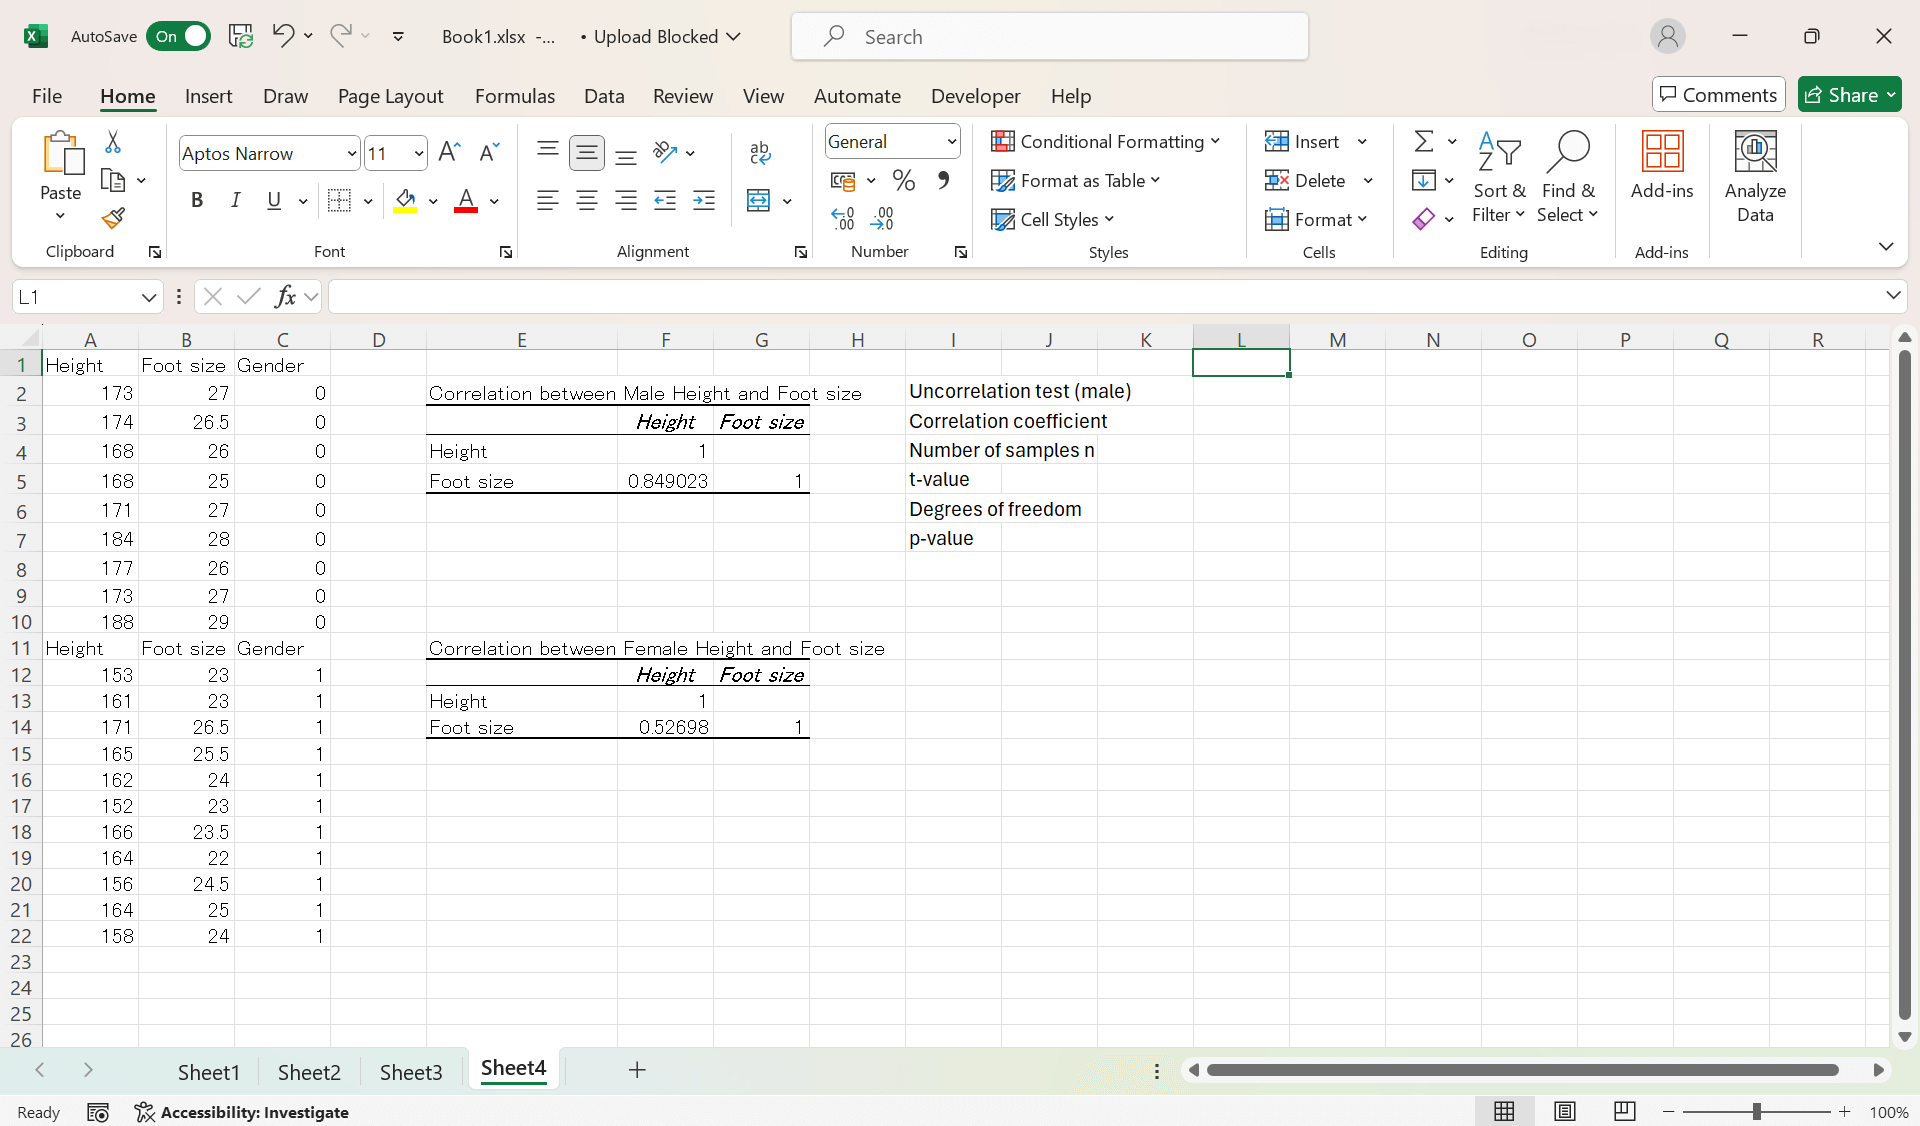 AutoSave On Book1.xlsx -... • Upload Blocked Search
File Home Insert Draw Page Layout Formulas Data Review View Automate Developer Help Comments Share
Paste
Clipboard
Aptos Narrow 11
B I U A
Font
ab
Alignment
General
% 9
Number
Conditional Formatting
Format as Table
Cell Styles
Styles
Insert
Delete
Format
Cells
Sort & Filter
Find & Select
Editing
Add-ins
Add-ins
Analyze Data
L1 fx
A B C D E F G H I J K L M N O P Q R
1 Height Foot size Gender
2 173 27 0 Correlation between Male Height and Foot size Uncorrelation test (male)
3 174 26.5 0 Height Foot size Correlation coefficient
4 168 26 0 Height 1 Number of samples n
5 168 25 0 Foot size 0.849023 1 t-value
6 171 27 0 Degrees of freedom
7 184 28 0 p-value
8 177 26 0
9 173 27 0
10 188 29 0
11 Height Foot size Gender Correlation between Female Height and Foot size
12 153 23 1 Height Foot size
13 161 23 1 Height 1
14 171 26.5 1 Foot size 0.52698 1
15 165 25.5 1
16 162 24 1
17 152 23 1
18 166 23.5 1
19 164 22 1
20 156 24.5 1
21 164 25 1
22 158 24 1
23
24
25
26
Sheet1 Sheet2 Sheet3 Sheet4 +
Ready Accessibility: Investigate 100%